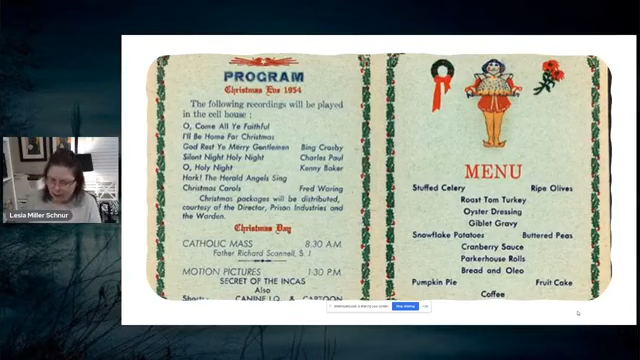 PROGRAM
Christmas Eve 1954
The following recordings will be played
in the cell house :
O, Come All Ye Faithful
I'll Be Home For Christmas
God Rest Ye Merry Gentlemen Bing Crosby
Silent Night Holy Night Charles Paul
O, Holy Night Kenny Baker
Hark! The Herald Angels Sing
Christmas Carols Fred Waring
Christmas packages will be distributed,
courtesy of the Director, Prison Industries and
the Warden.
Christmas Day
CATHOLIC MASS 8:30 A.M
Father Richard Scannell, S. J
MOTION PICTURES 1:30 P.M.
SECRET OF THE INCAS
Also
Short: CANINE I.Q. & CARTOON
MENU
Stuffed Celery Ripe Olives
Roast Tom Turkey
Oyster Dressing
Giblet Gravy
Snowflake Potatoes Buttered Peas
Cranberry Sauce
Parkerhouse Rolls
Bread and Oleo
Pumpkin Pie Fruit Cake
Coffee
Lesia Miller Schnur
Stop sharing